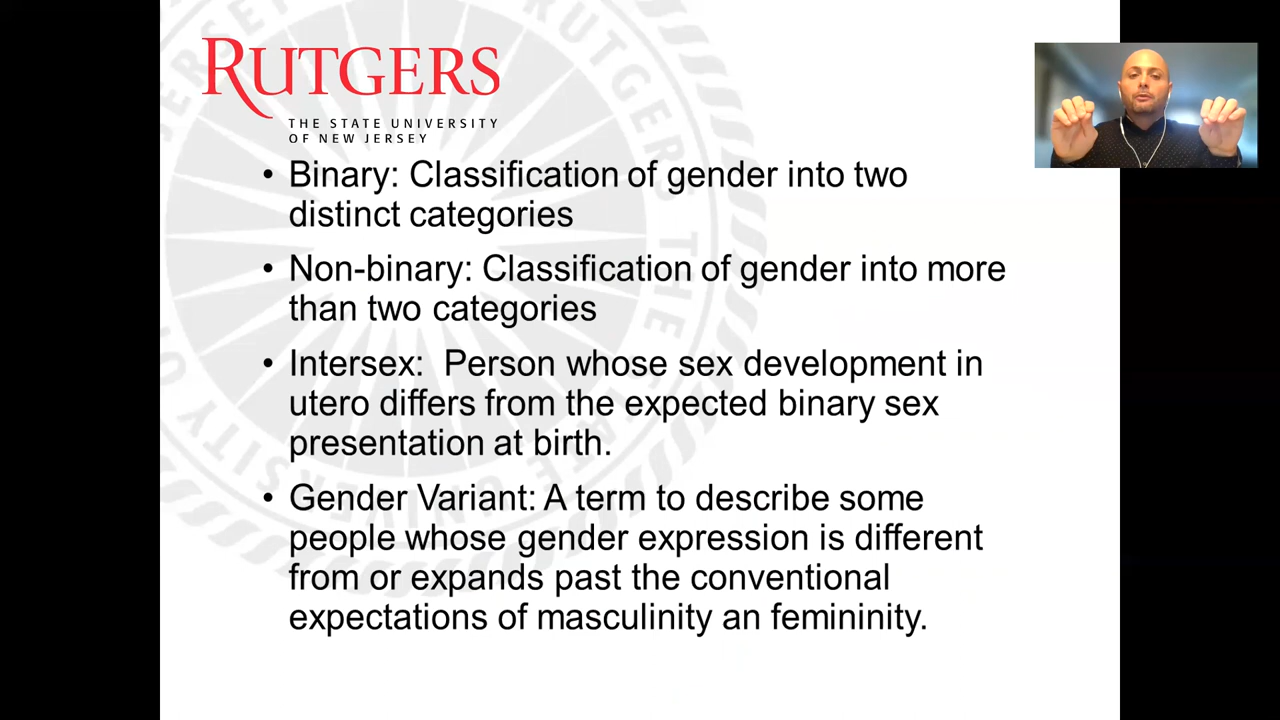 RUTGERS
THE STATE UNIVERSITY
OF NEW JERSEY
• Binary: Classification of gender into two
distinct categories
• Non-binary: Classification of gender into more
than two categories
• Intersex:  Person whose sex development in
utero differs from the expected binary sex
presentation at birth.
• Gender Variant: A term to describe some
people whose gender expression is different
from or expands past the conventional
expectations of masculinity an femininity.